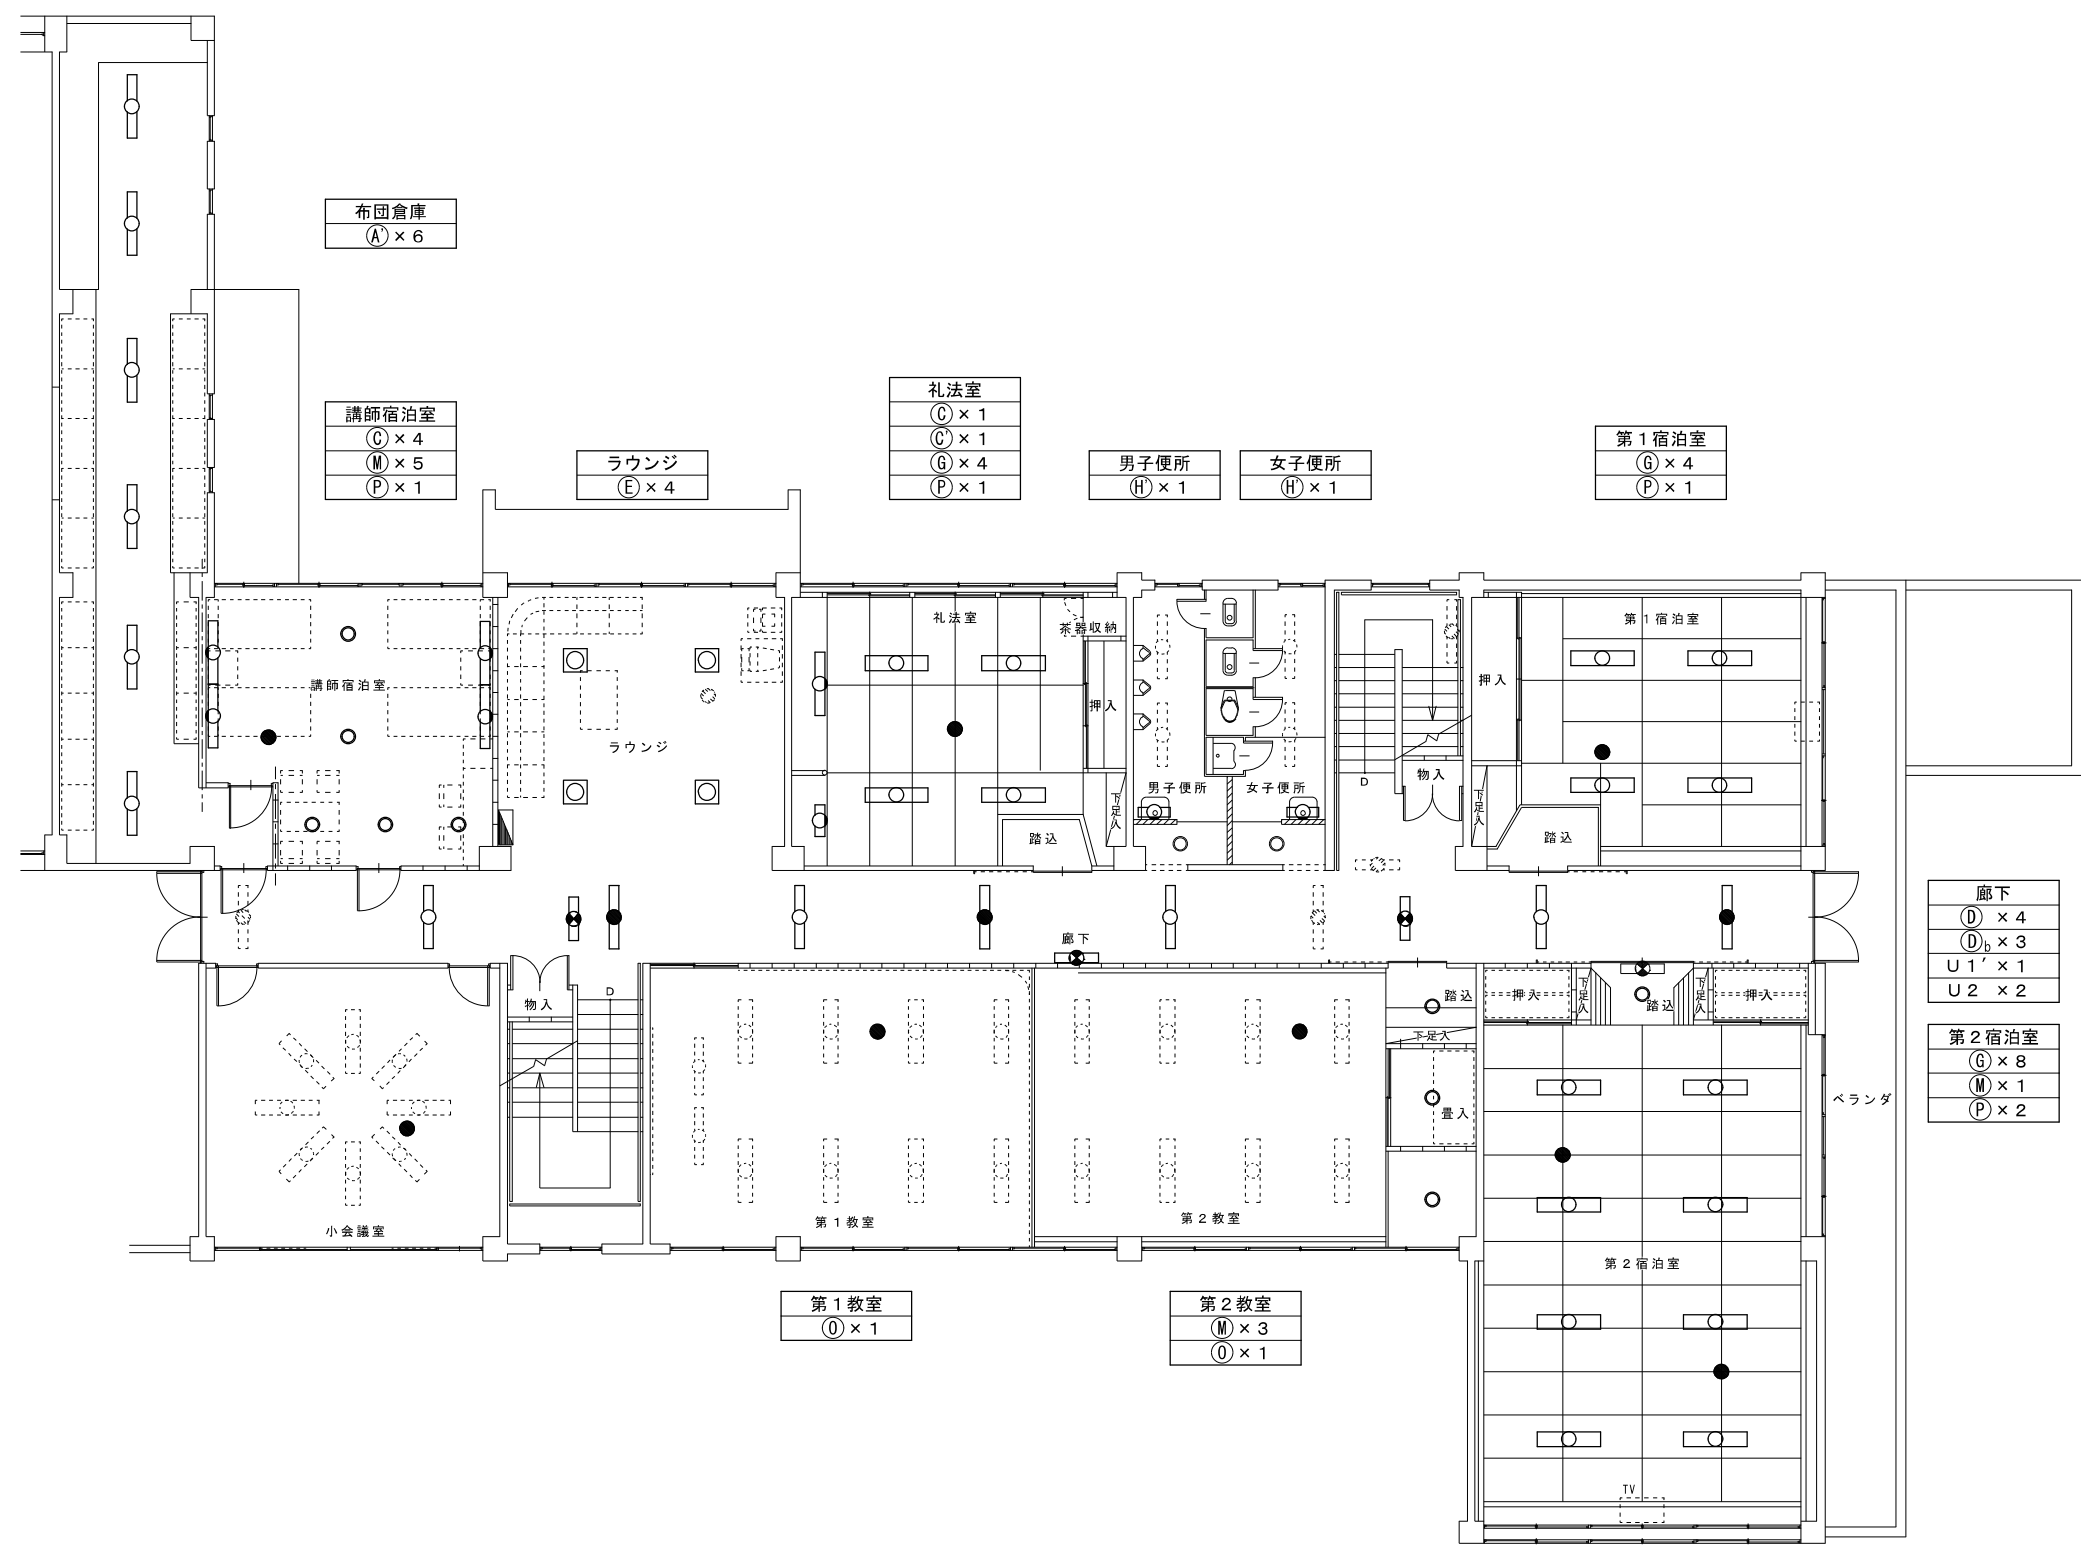 布団倉庫
A' × 6
講師宿泊室
C × 4
M × 5
P × 1
ラウンジ
E × 4
礼法室
C × 1
C' × 1
G × 4
P × 1
男子便所
H' × 1
女子便所
H' × 1
第1宿泊室
G × 4
P × 1
礼法室
茶器収納
第1宿泊室
講師宿泊室
押入
押入
ラウンジ
物入
D
男子便所
女子便所
下足入
下足入
踏込
踏込
廊下
廊下
D × 4
Db × 3
U1' × 1
U2 × 2
物入
D
踏込
押入
下足入
踏込
下足入
押入
下足入
第2宿泊室
G × 8
M × 1
P × 2
畳入
ベランダ
小会議室
第1教室
第2教室
第2宿泊室
第1教室
O × 1
第2教室
M × 3
O × 1
TV